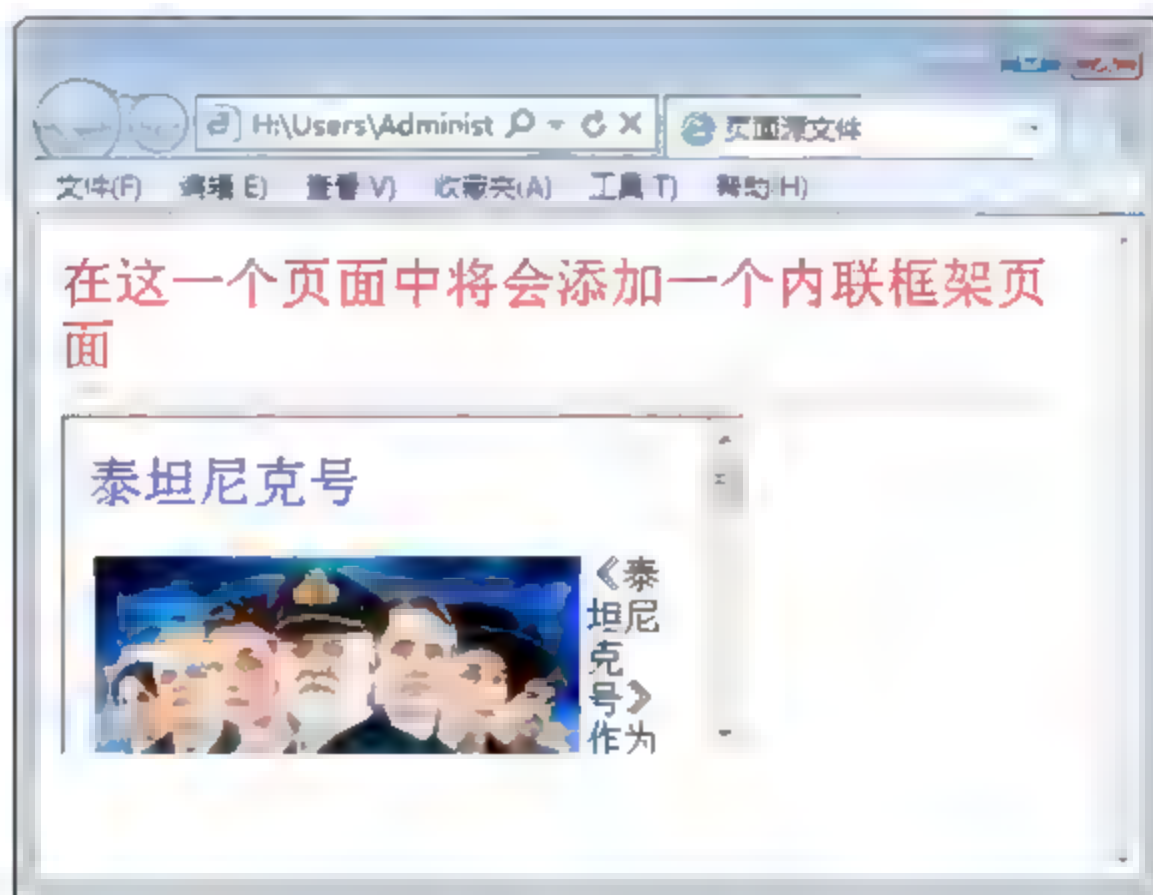 H:\Users\Administ
页面源文件
文件(F) 编辑 E) 查看 V) 收藏夹(A) 工具 T) 帮助 H)
在这一个页面中将会添加一个内联框架页
面
泰坦尼克号
《泰
坦尼
克
号》
作为